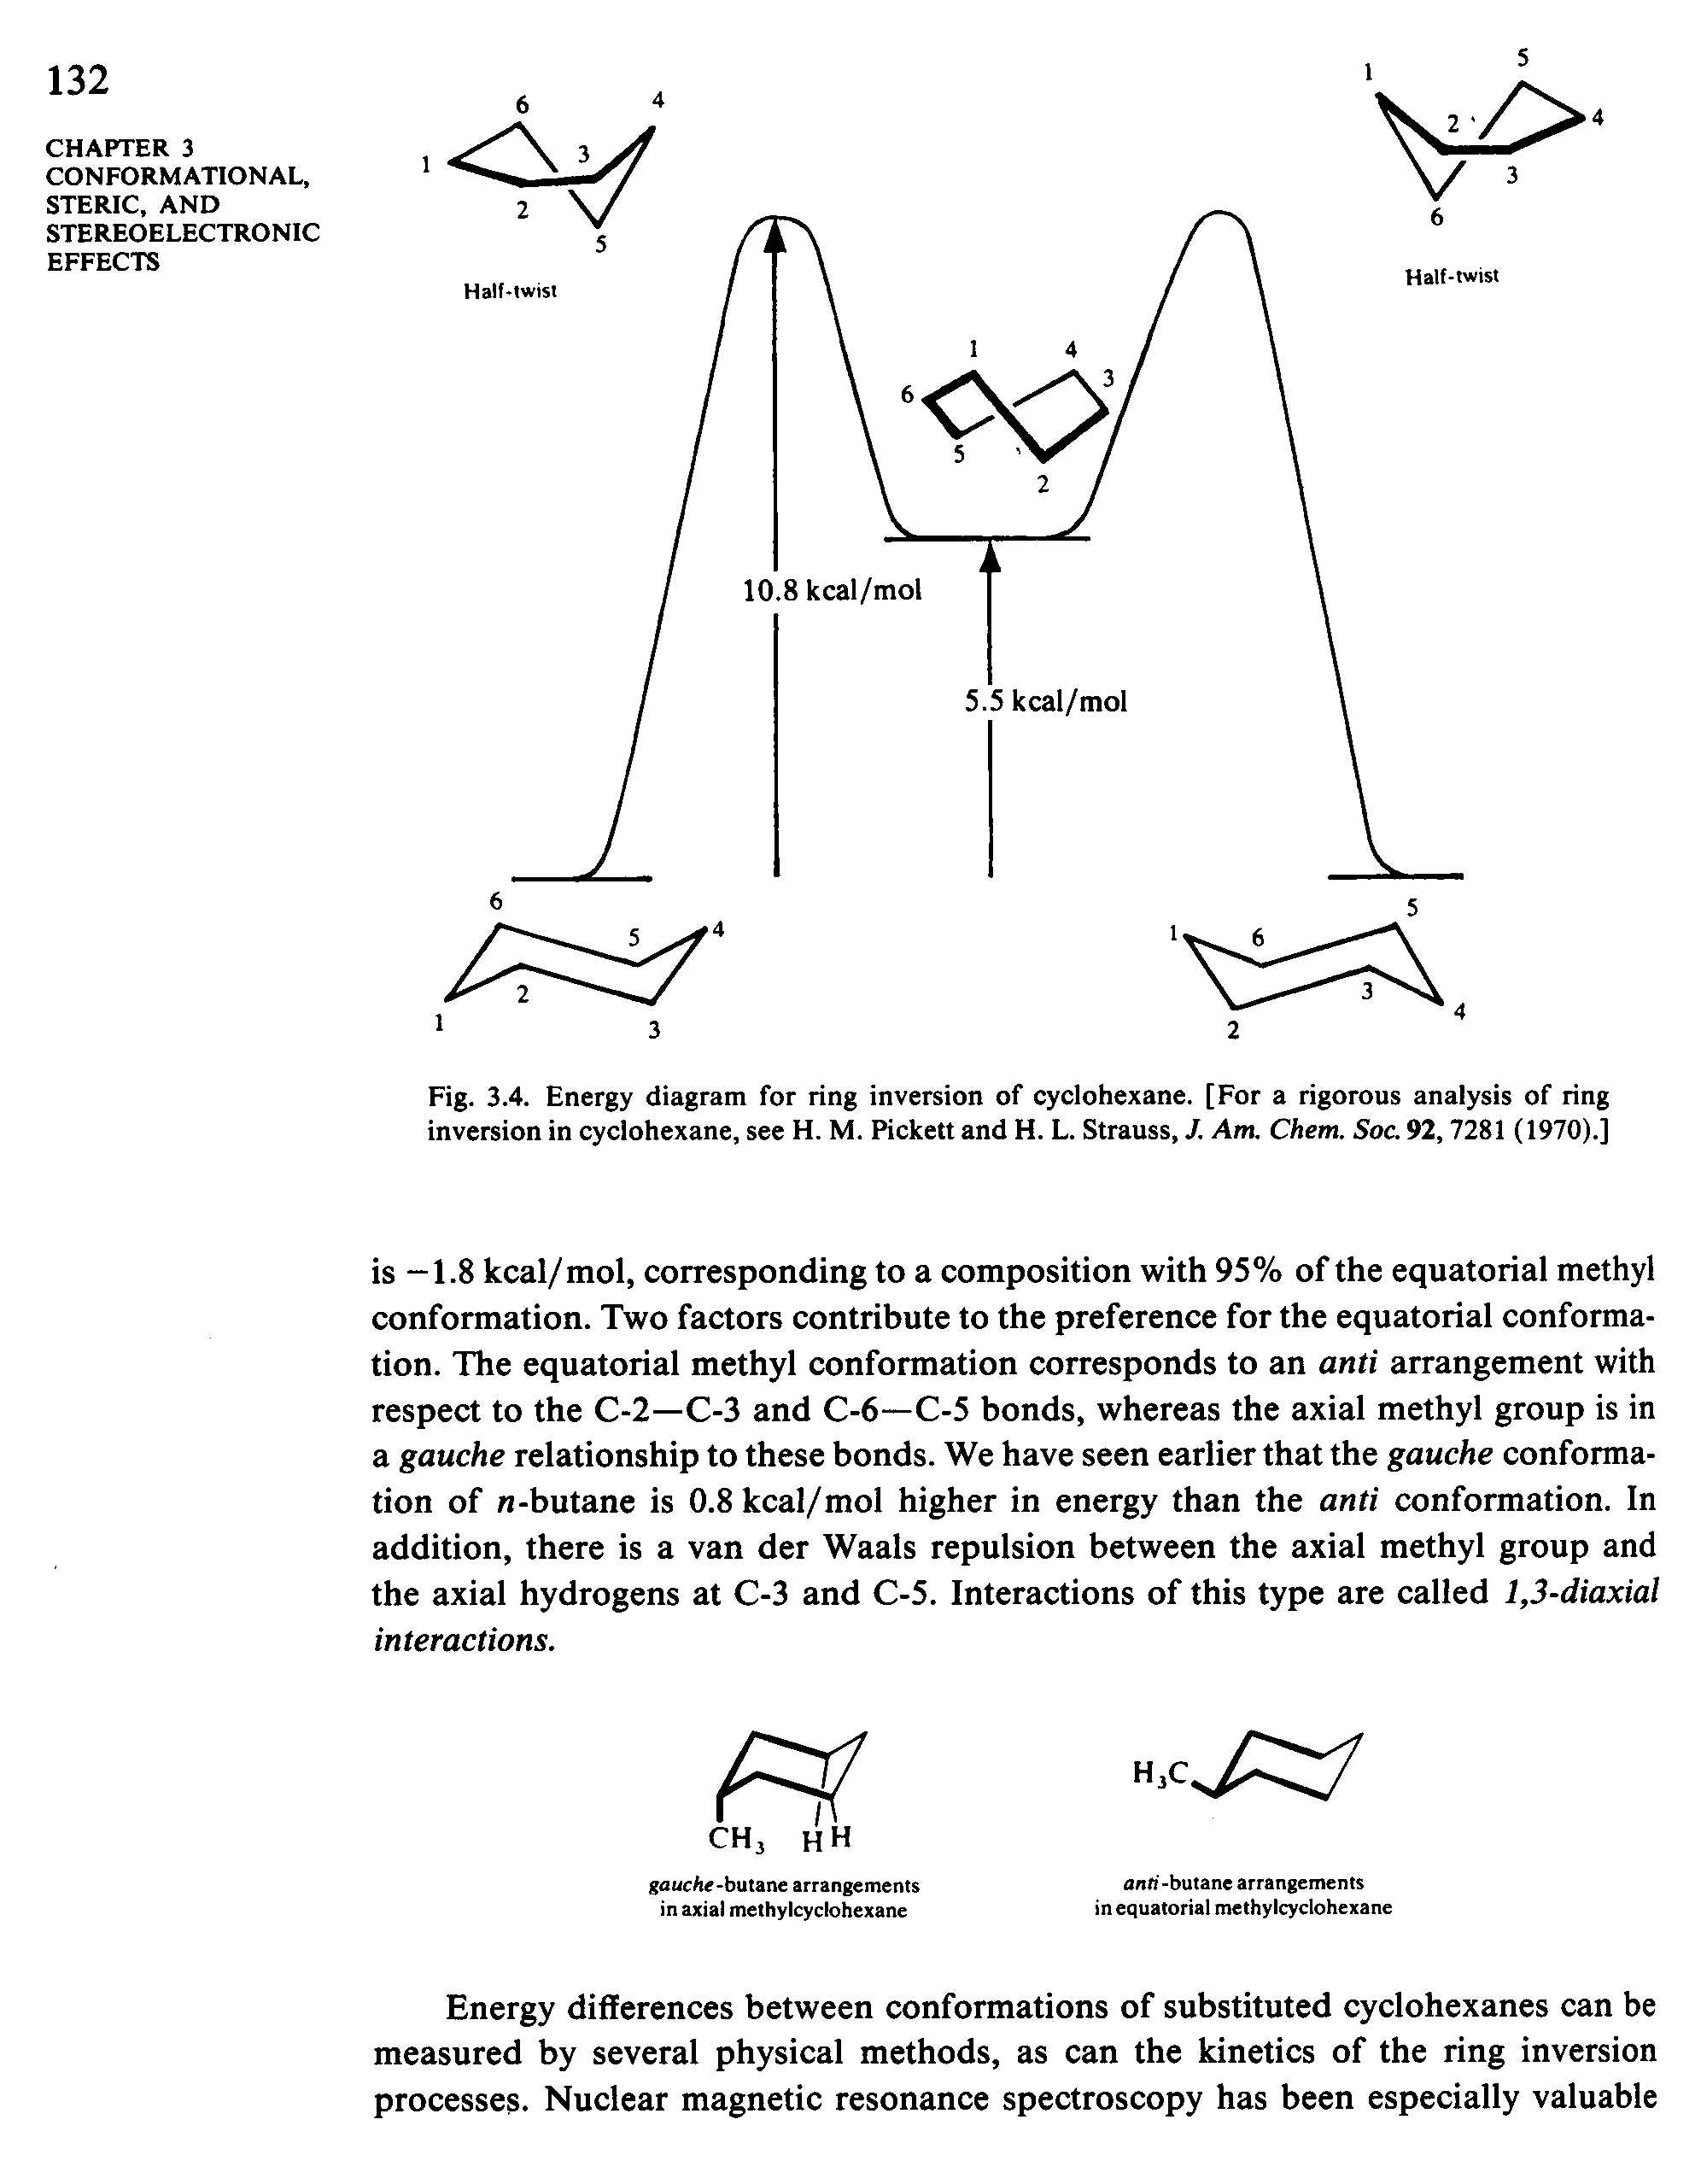 132
CHAPTER 3
CONFORMATIONAL,
STERIC, AND
STEREOELECTRONIC
EFFECTS
6 4
1 3
2
5
Half-twist
5
1
2 4
3
6
Half-twist
1 4
6 3
5
2
10.8 kcal/mol
5.5 kcal/mol
6
5 4
2
1 3
5
1 6
3
4
2
Fig. 3.4. Energy diagram for ring inversion of cyclohexane. [For a rigorous analysis of ring
inversion in cyclohexane, see H. M. Pickett and H. L. Strauss, J. Am. Chem. Soc. 92, 7281 (1970).]
is −1.8 kcal/mol, corresponding to a composition with 95% of the equatorial methyl
conformation. Two factors contribute to the preference for the equatorial conforma-
tion. The equatorial methyl conformation corresponds to an anti arrangement with
respect to the C-2—C-3 and C-6—C-5 bonds, whereas the axial methyl group is in
a gauche relationship to these bonds. We have seen earlier that the gauche conforma-
tion of n-butane is 0.8 kcal/mol higher in energy than the anti conformation. In
addition, there is a van der Waals repulsion between the axial methyl group and
the axial hydrogens at C-3 and C-5. Interactions of this type are called 1,3-diaxial
interactions.
CH₃ H H
gauche-butane arrangements
in axial methylcyclohexane
H₃C
anti-butane arrangements
in equatorial methylcyclohexane
Energy differences between conformations of substituted cyclohexanes can be
measured by several physical methods, as can the kinetics of the ring inversion
processes. Nuclear magnetic resonance spectroscopy has been especially valuable